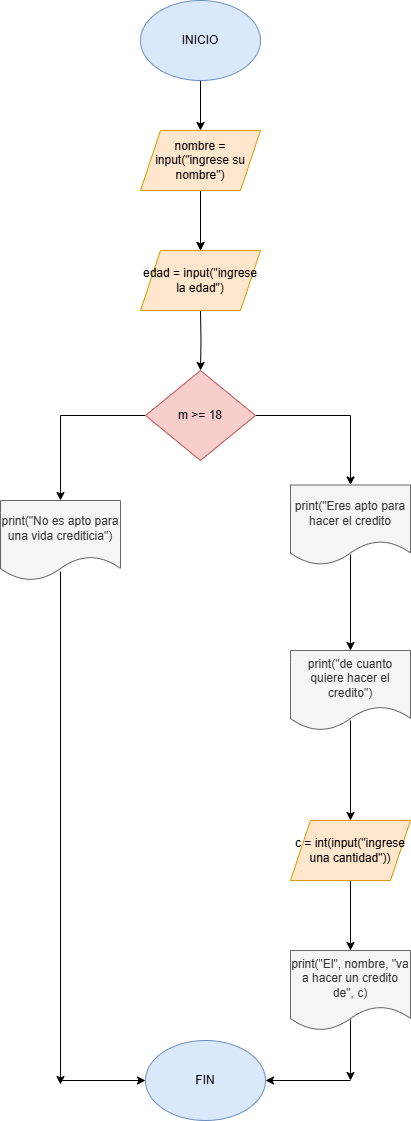 INICIO
nombre =
input("ingrese su
nombre")
edad = input("ingrese
la edad")
m >= 18
print("No es apto para
una vida crediticia")
print("Eres apto para
hacer el credito
print("de cuanto
quiere hacer el
credito")
c = int(input("ingrese
una cantidad"))
print("El", nombre, "va
a hacer un credito
de", c)
FIN